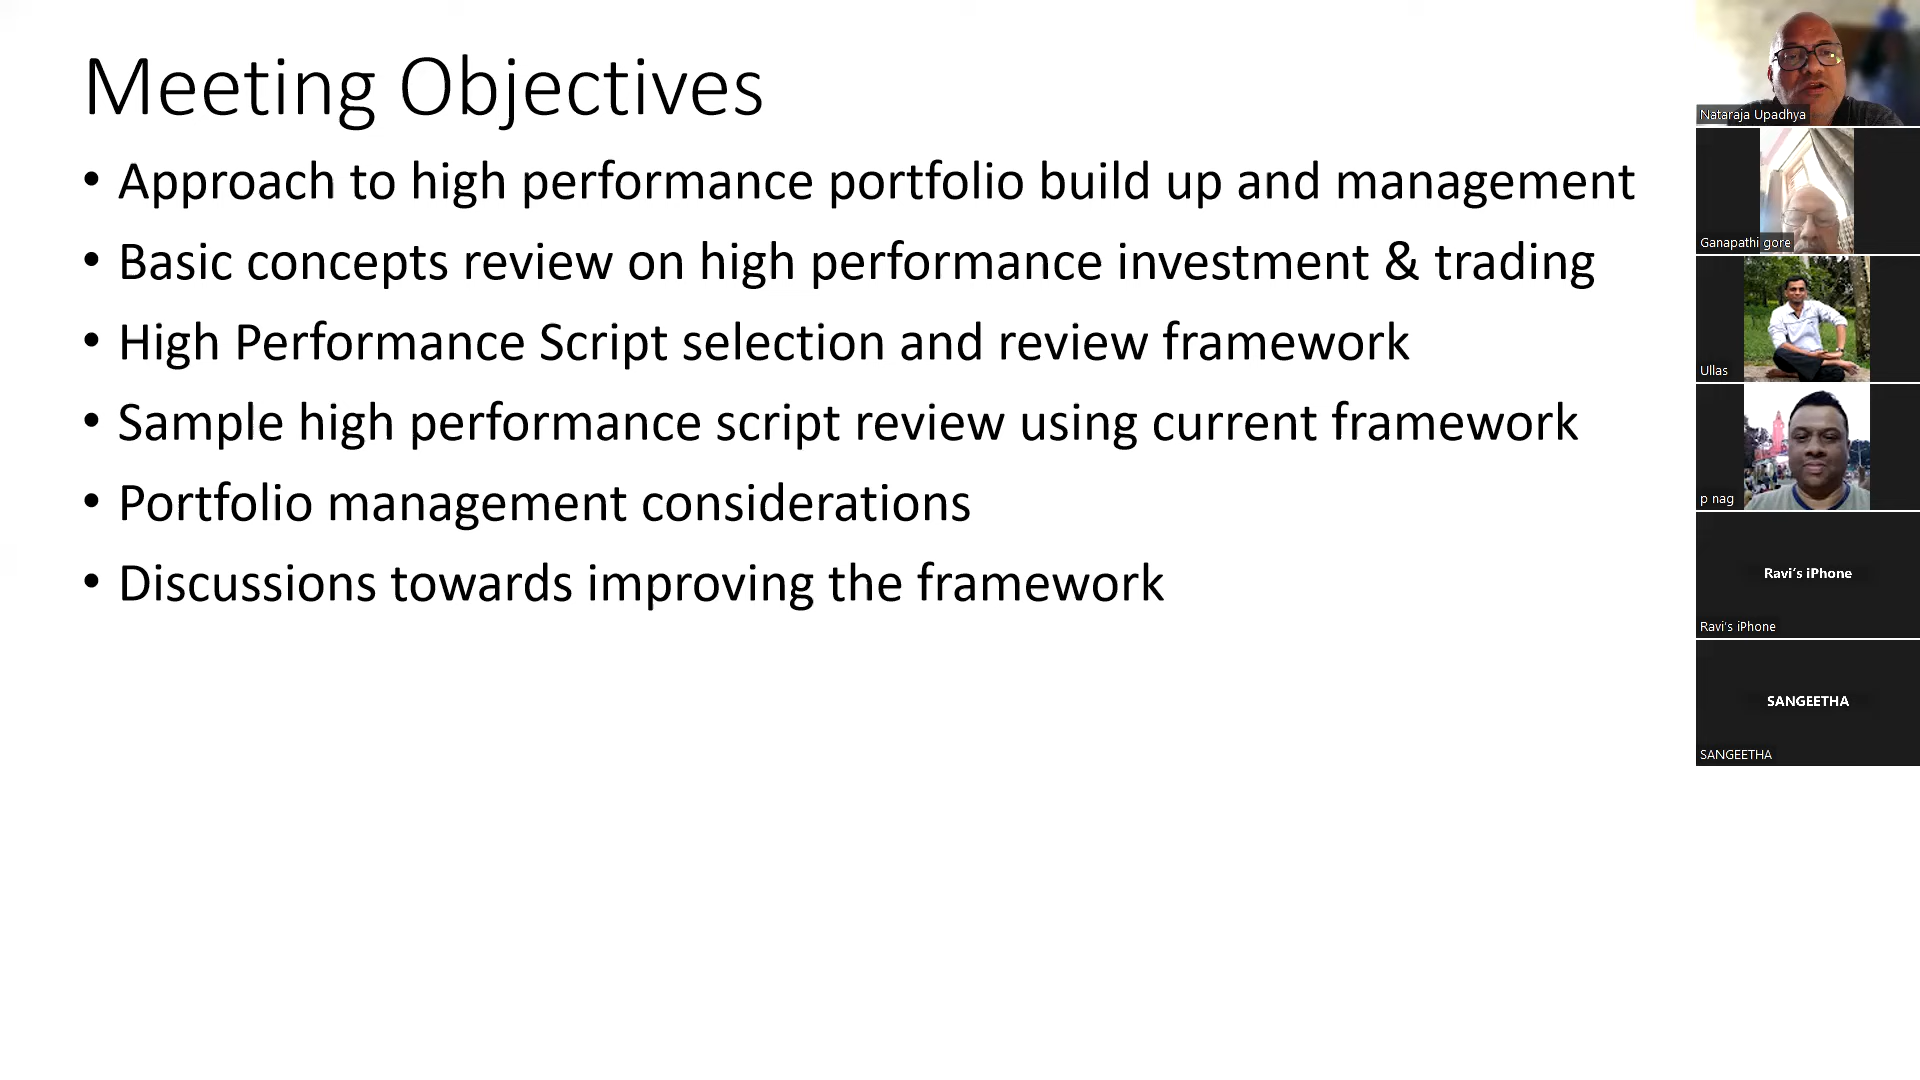 Meeting Objectives
• Approach to high performance portfolio build up and management
• Basic concepts review on high performance investment & trading
• High Performance Script selection and review framework
• Sample high performance script review using current framework
• Portfolio management considerations
• Discussions towards improving the framework
Nataraja Upadhya
Ganapathi gore
Ullas
p nag
Ravi's iPhone
Ravi's iPhone
SANGEETHA
SANGEETHA